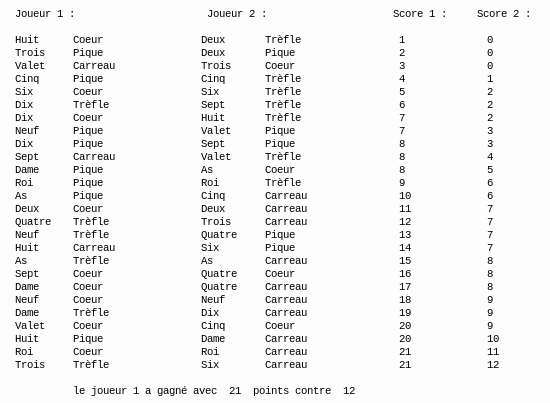 Joueur 1 : Joueur 2 : Score 1 : Score 2 :
Huit Coeur Deux Trèfle 1 0
Trois Pique Deux Pique 2 0
Valet Carreau Trois Coeur 3 0
Cinq Pique Cinq Trèfle 4 1
Six Coeur Six Trèfle 5 2
Dix Trèfle Sept Trèfle 6 2
Dix Coeur Huit Trèfle 7 2
Neuf Pique Valet Pique 7 3
Dix Pique Sept Pique 8 3
Sept Carreau Valet Trèfle 8 4
Dame Pique As Coeur 8 5
Roi Pique Roi Trèfle 9 6
As Pique Cinq Carreau 10 6
Deux Coeur Deux Carreau 11 7
Quatre Trèfle Trois Carreau 12 7
Neuf Trèfle Quatre Pique 13 7
Huit Carreau Six Pique 14 7
As Trèfle As Carreau 15 8
Sept Coeur Quatre Coeur 16 8
Dame Coeur Quatre Carreau 17 8
Neuf Coeur Neuf Carreau 18 9
Dame Trèfle Dix Carreau 19 9
Valet Coeur Cinq Coeur 20 9
Huit Pique Dame Carreau 20 10
Roi Coeur Roi Carreau 21 11
Trois Trèfle Six Carreau 21 12
le joueur 1 a gagné avec 21 points contre 12